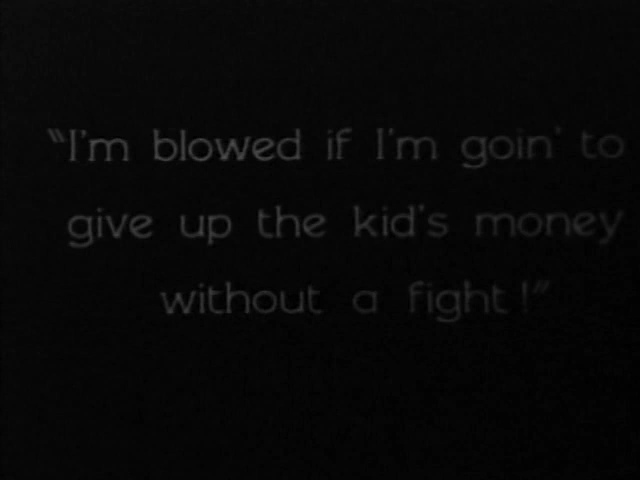 "I'm blowed if I'm goin' to
give up the kid's money
without a fight!"